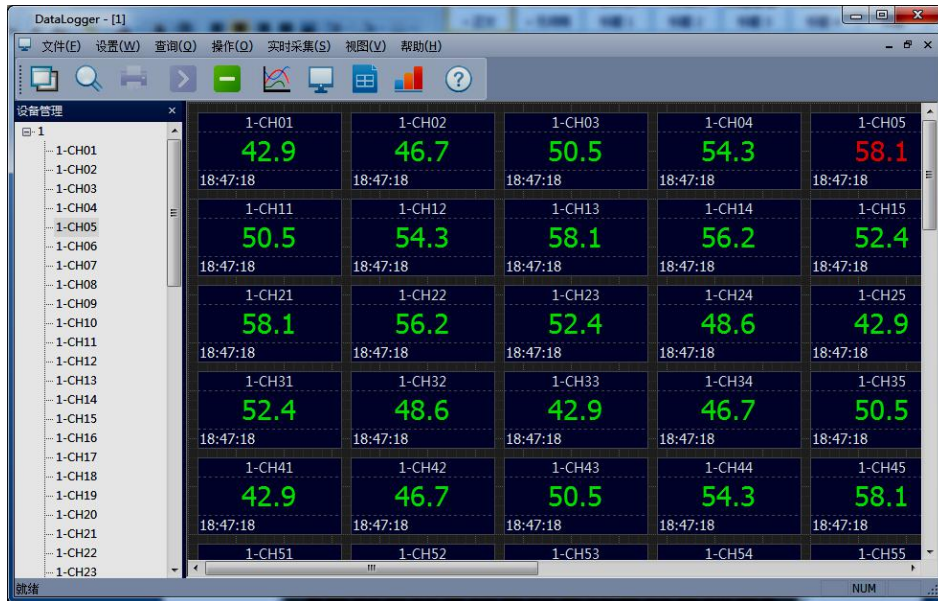 DataLogger - [1]
文件(F) 设置(W) 查询(Q) 操作(O) 实时采集(S) 视图(V) 帮助(H)
设备管理
1
1-CH01
1-CH02
1-CH03
1-CH04
1-CH05
1-CH06
1-CH07
1-CH08
1-CH09
1-CH10
1-CH11
1-CH12
1-CH13
1-CH14
1-CH15
1-CH16
1-CH17
1-CH18
1-CH19
1-CH20
1-CH21
1-CH22
1-CH23
1-CH01 1-CH02 1-CH03 1-CH04 1-CH05
42.9 46.7 50.5 54.3 58.1
18:47:18 18:47:18 18:47:18 18:47:18 18:47:18
1-CH11 1-CH12 1-CH13 1-CH14 1-CH15
50.5 54.3 58.1 56.2 52.4
18:47:18 18:47:18 18:47:18 18:47:18 18:47:18
1-CH21 1-CH22 1-CH23 1-CH24 1-CH25
58.1 56.2 52.4 48.6 42.9
18:47:18 18:47:18 18:47:18 18:47:18 18:47:18
1-CH31 1-CH32 1-CH33 1-CH34 1-CH35
52.4 48.6 42.9 46.7 50.5
18:47:18 18:47:18 18:47:18 18:47:18 18:47:18
1-CH41 1-CH42 1-CH43 1-CH44 1-CH45
42.9 46.7 50.5 54.3 58.1
18:47:18 18:47:18 18:47:18 18:47:18 18:47:18
1-CH51 1-CH52 1-CH53 1-CH54 1-CH55
就绪 NUM